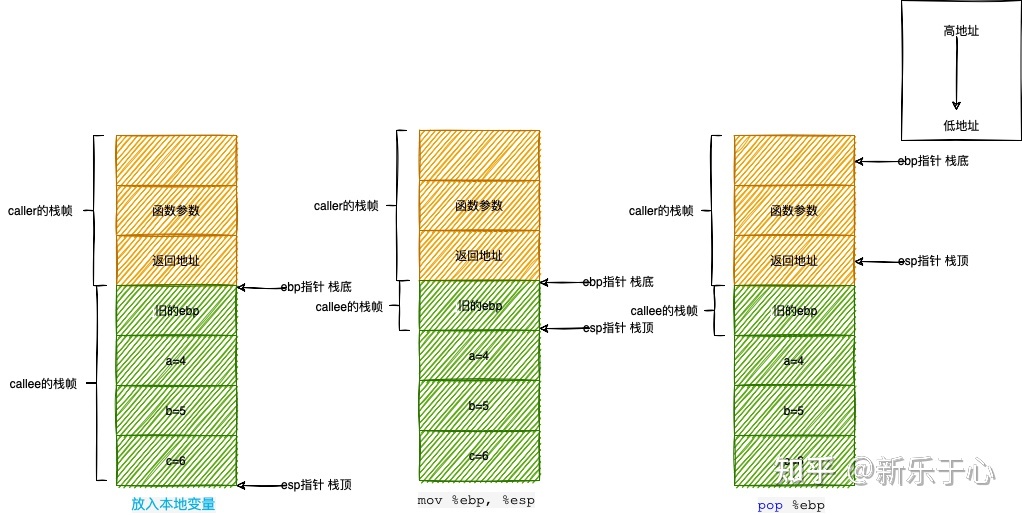 高地址
低地址
caller的栈帧
函数参数
返回地址
ebp指针 栈底
旧的ebp
callee的栈帧
a=4
b=5
c=6
esp指针 栈顶
放入本地变量
caller的栈帧
函数参数
返回地址
ebp指针 栈底
callee的栈帧
旧的ebp
esp指针 栈顶
a=4
b=5
c=6
mov %ebp, %esp
ebp指针 栈底
caller的栈帧
函数参数
返回地址
esp指针 栈顶
callee的栈帧
旧的ebp
a=4
b=5
pop %ebp
知乎 @新乐于心